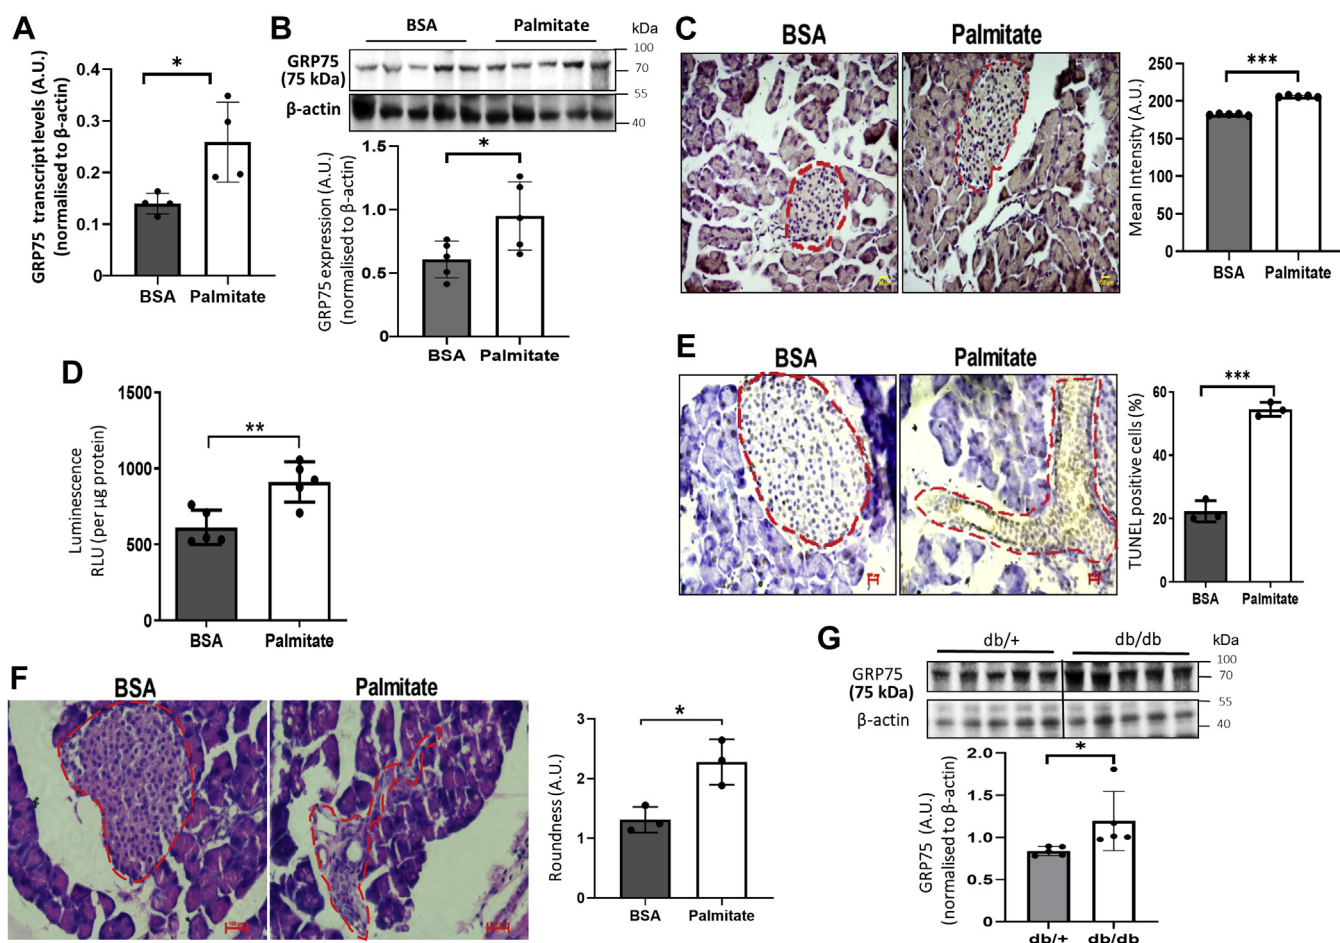 A
GRP75 transcript levels (A.U.)
(normalised to β-actin)
0.4
0.3
0.2
0.1
0
*
BSA
Palmitate
B
BSA
Palmitate
kDa
GRP75
(75 kDa)
100
70
β-actin
55
40
GRP75 expression (A.U.)
(normalised to β-actin)
1.5
1.0
0.5
0
*
BSA
Palmitate
C
BSA
Palmitate
Mean Intensity (A.U.)
250
200
150
100
50
0
***
BSA
Palmitate
D
Luminescence
RLU (per µg protein)
1500
1000
500
0
**
BSA
Palmitate
E
BSA
Palmitate
TUNEL positive cells (%)
60
40
20
0
***
BSA
Palmitate
F
BSA
Palmitate
100 µm
Roundness (A.U.)
3
2
1
0
*
BSA
Palmitate
G
db/+
db/db
kDa
GRP75
(75 kDa)
100
70
β-actin
55
40
GRP75 (A.U.)
(normalised to β-actin)
2.0
1.5
1.0
0.5
0
*
db/+
db/db